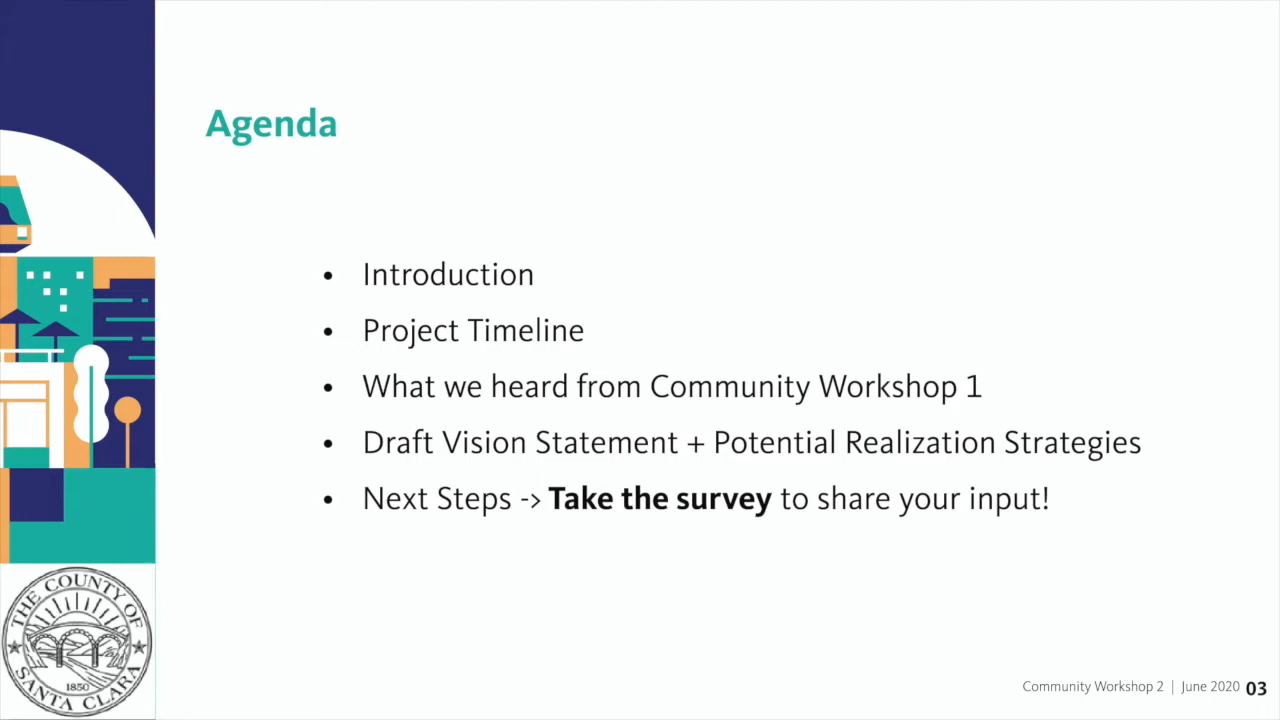 Agenda
• Introduction
• Project Timeline
• What we heard from Community Workshop 1
• Draft Vision Statement + Potential Realization Strategies
• Next Steps -> Take the survey to share your input!
THE COUNTY OF
SANTA CLARA
1850
Community Workshop 2 | June 2020 03